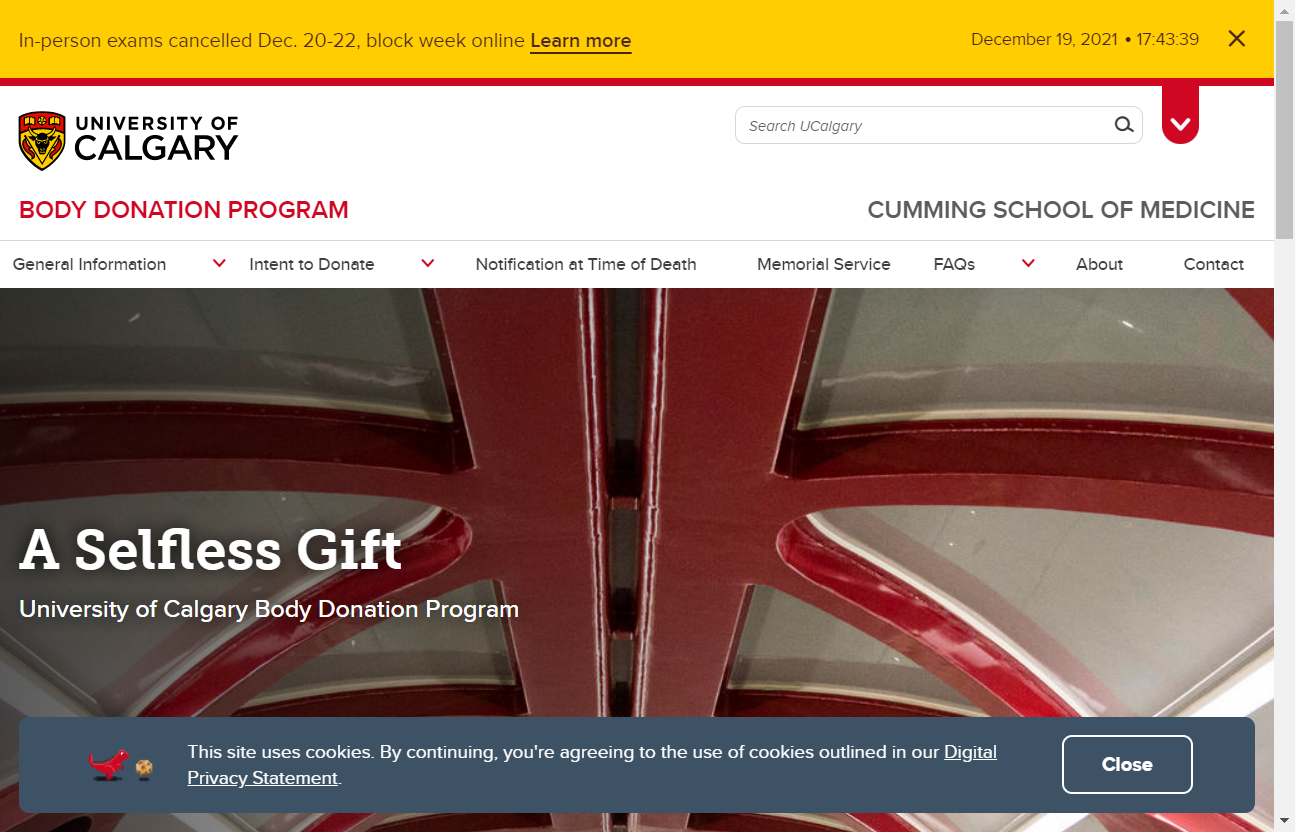 In-person exams cancelled Dec. 20-22, block week online Learn more
December 19, 2021 • 17:43:39
UNIVERSITY OF
CALGARY
Search UCalgary
BODY DONATION PROGRAM
CUMMING SCHOOL OF MEDICINE
General Information Intent to Donate Notification at Time of Death Memorial Service FAQs About Contact
A Selfless Gift
University of Calgary Body Donation Program
This site uses cookies. By continuing, you're agreeing to the use of cookies outlined in our Digital
Privacy Statement.
Close